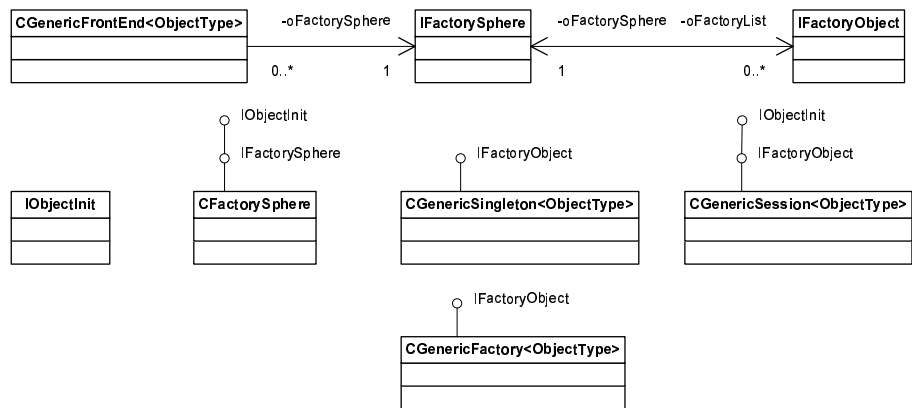 CGenericFrontEnd<ObjectType>
-oFactorySphere
IFactorySphere
-oFactorySphere
-oFactoryList
IFactoryObject
0..*
1
1
0..*
IObjectInit
IFactorySphere
IFactoryObject
IObjectInit
IFactoryObject
IObjectInit
CFactorySphere
CGenericSingleton<ObjectType>
CGenericSession<ObjectType>
IFactoryObject
CGenericFactory<ObjectType>